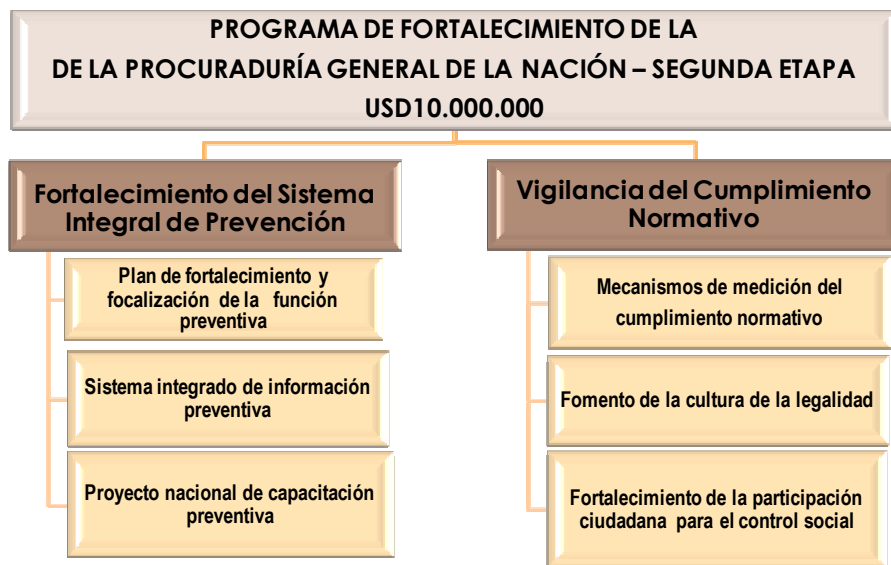 PROGRAMA DE FORTALECIMIENTO DE LA
DE LA PROCURADURÍA GENERAL DE LA NACIÓN – SEGUNDA ETAPA
USD10.000.000
Fortalecimiento del Sistema
Integral de Prevención
Plan de fortalecimiento y
focalización de la función
preventiva
Sistema integrado de información
preventiva
Proyecto nacional de capacitación
preventiva
Vigilancia del Cumplimiento
Normativo
Mecanismos de medición del
cumplimiento normativo
Fomento de la cultura de la legalidad
Fortalecimiento de la participación
ciudadana para el control social